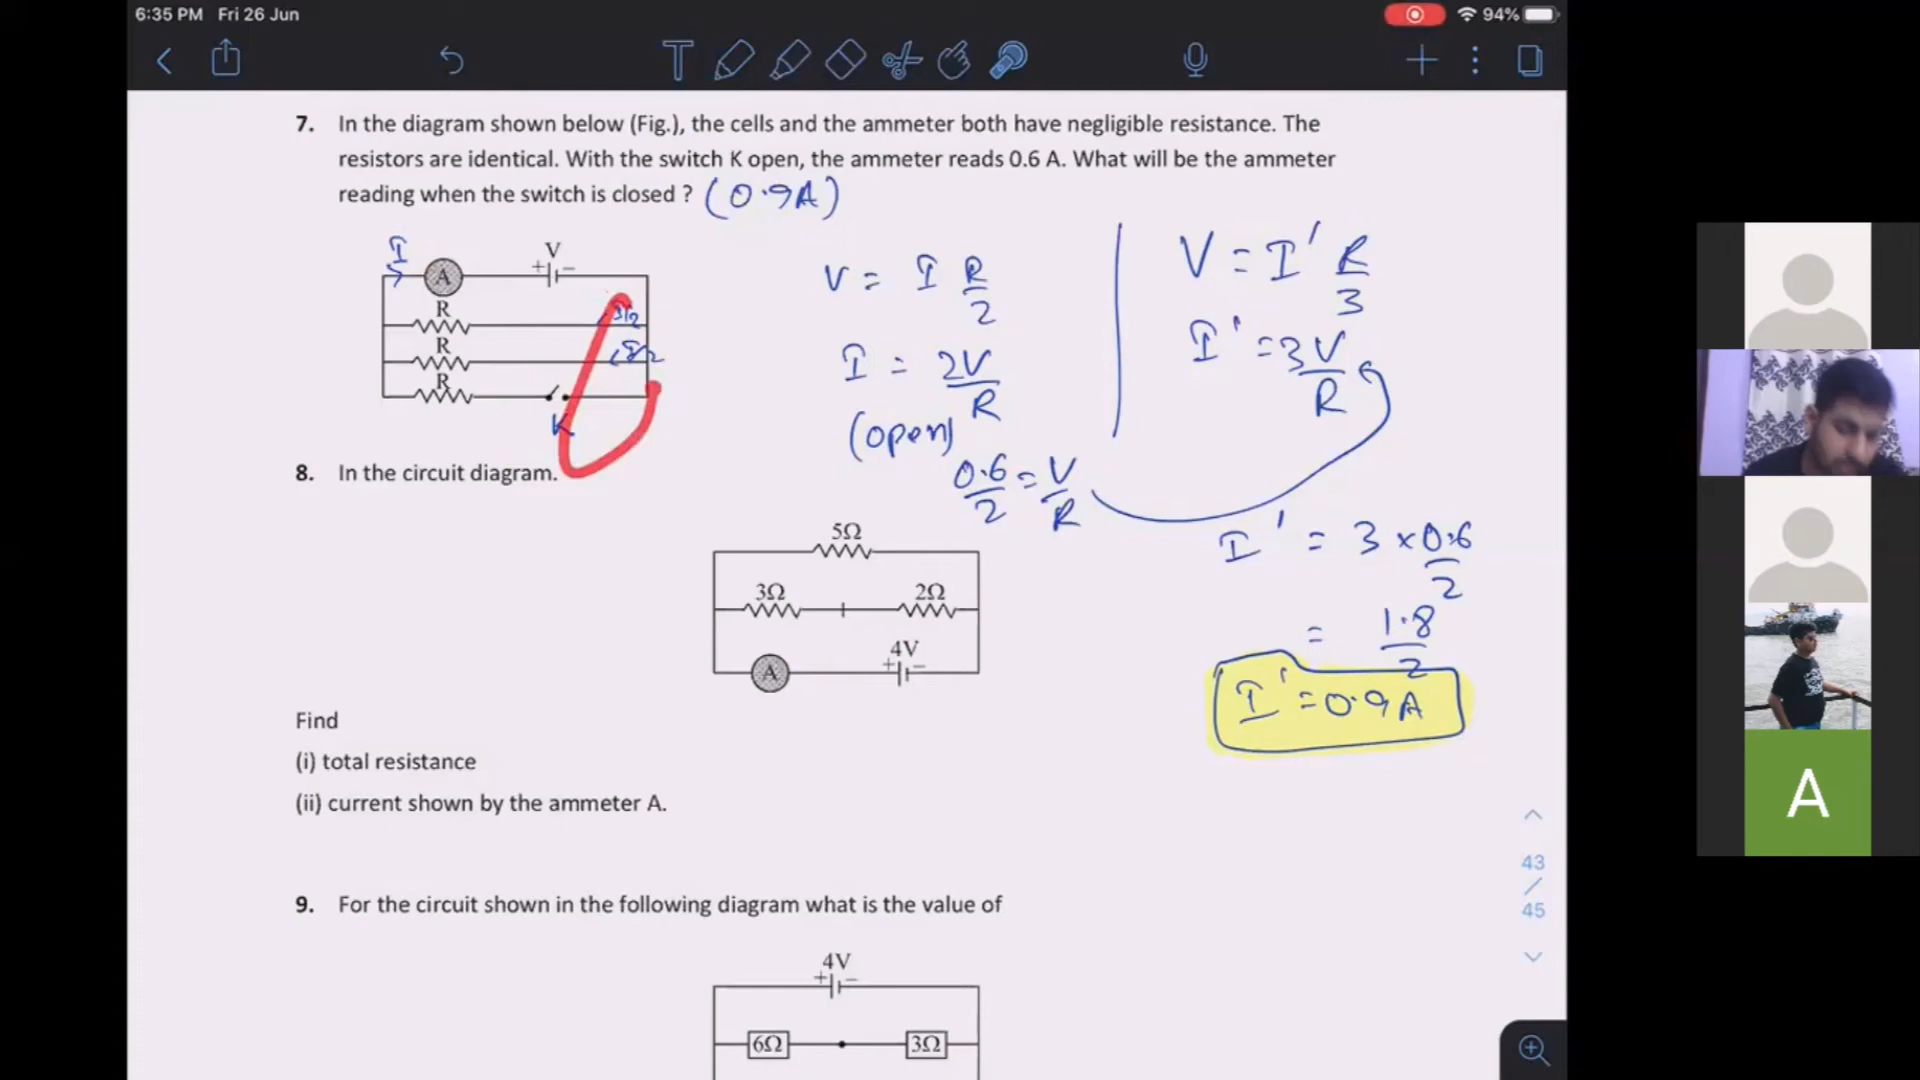 6:35 PM Fri 26 Jun
94%
7. In the diagram shown below (Fig.), the cells and the ammeter both have negligible resistance. The
resistors are identical. With the switch K open, the ammeter reads 0.6 A. What will be the ammeter
reading when the switch is closed ? (0.9A)
I
A
V
+ −
R
R
R
K
V = I R/2
I = 2V/R
(open)
0.6/2 = V/R
V = I' R/3
I' = 3V/R
I' = 3 × 0.6/2
= 1.8/2
I' = 0.9A
8. In the circuit diagram.
5Ω
3Ω 2Ω
4V
+ −
A
Find
(i) total resistance
(ii) current shown by the ammeter A.
9. For the circuit shown in the following diagram what is the value of
4V
+ −
6Ω 3Ω
43
/
45
A